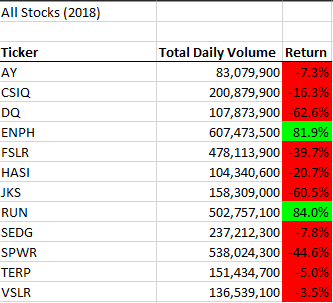 All Stocks (2018)
Ticker Total Daily Volume Return
AY 83,079,900 -7.3%
CSIQ 200,879,900 -16.3%
DQ 107,873,900 -62.6%
ENPH 607,473,500 81.9%
FSLR 478,113,900 -39.7%
HASI 104,340,600 -20.7%
JKS 158,309,000 -60.5%
RUN 502,757,100 84.0%
SEDG 237,212,300 -7.8%
SPWR 538,024,300 -44.6%
TERP 151,434,700 -5.0%
VSLR 136,539,100 -3.5%